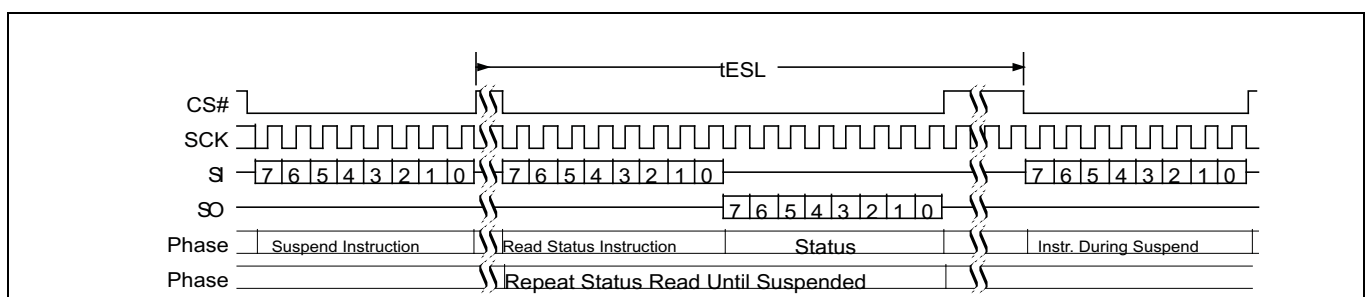 tESL
CS#
SCK
SI 7 6 5 4 3 2 1 0 7 6 5 4 3 2 1 0 7 6 5 4 3 2 1 0
SO 7 6 5 4 3 2 1 0
Phase Suspend Instruction Read Status Instruction Status Instr. During Suspend
Phase Repeat Status Read Until Suspended